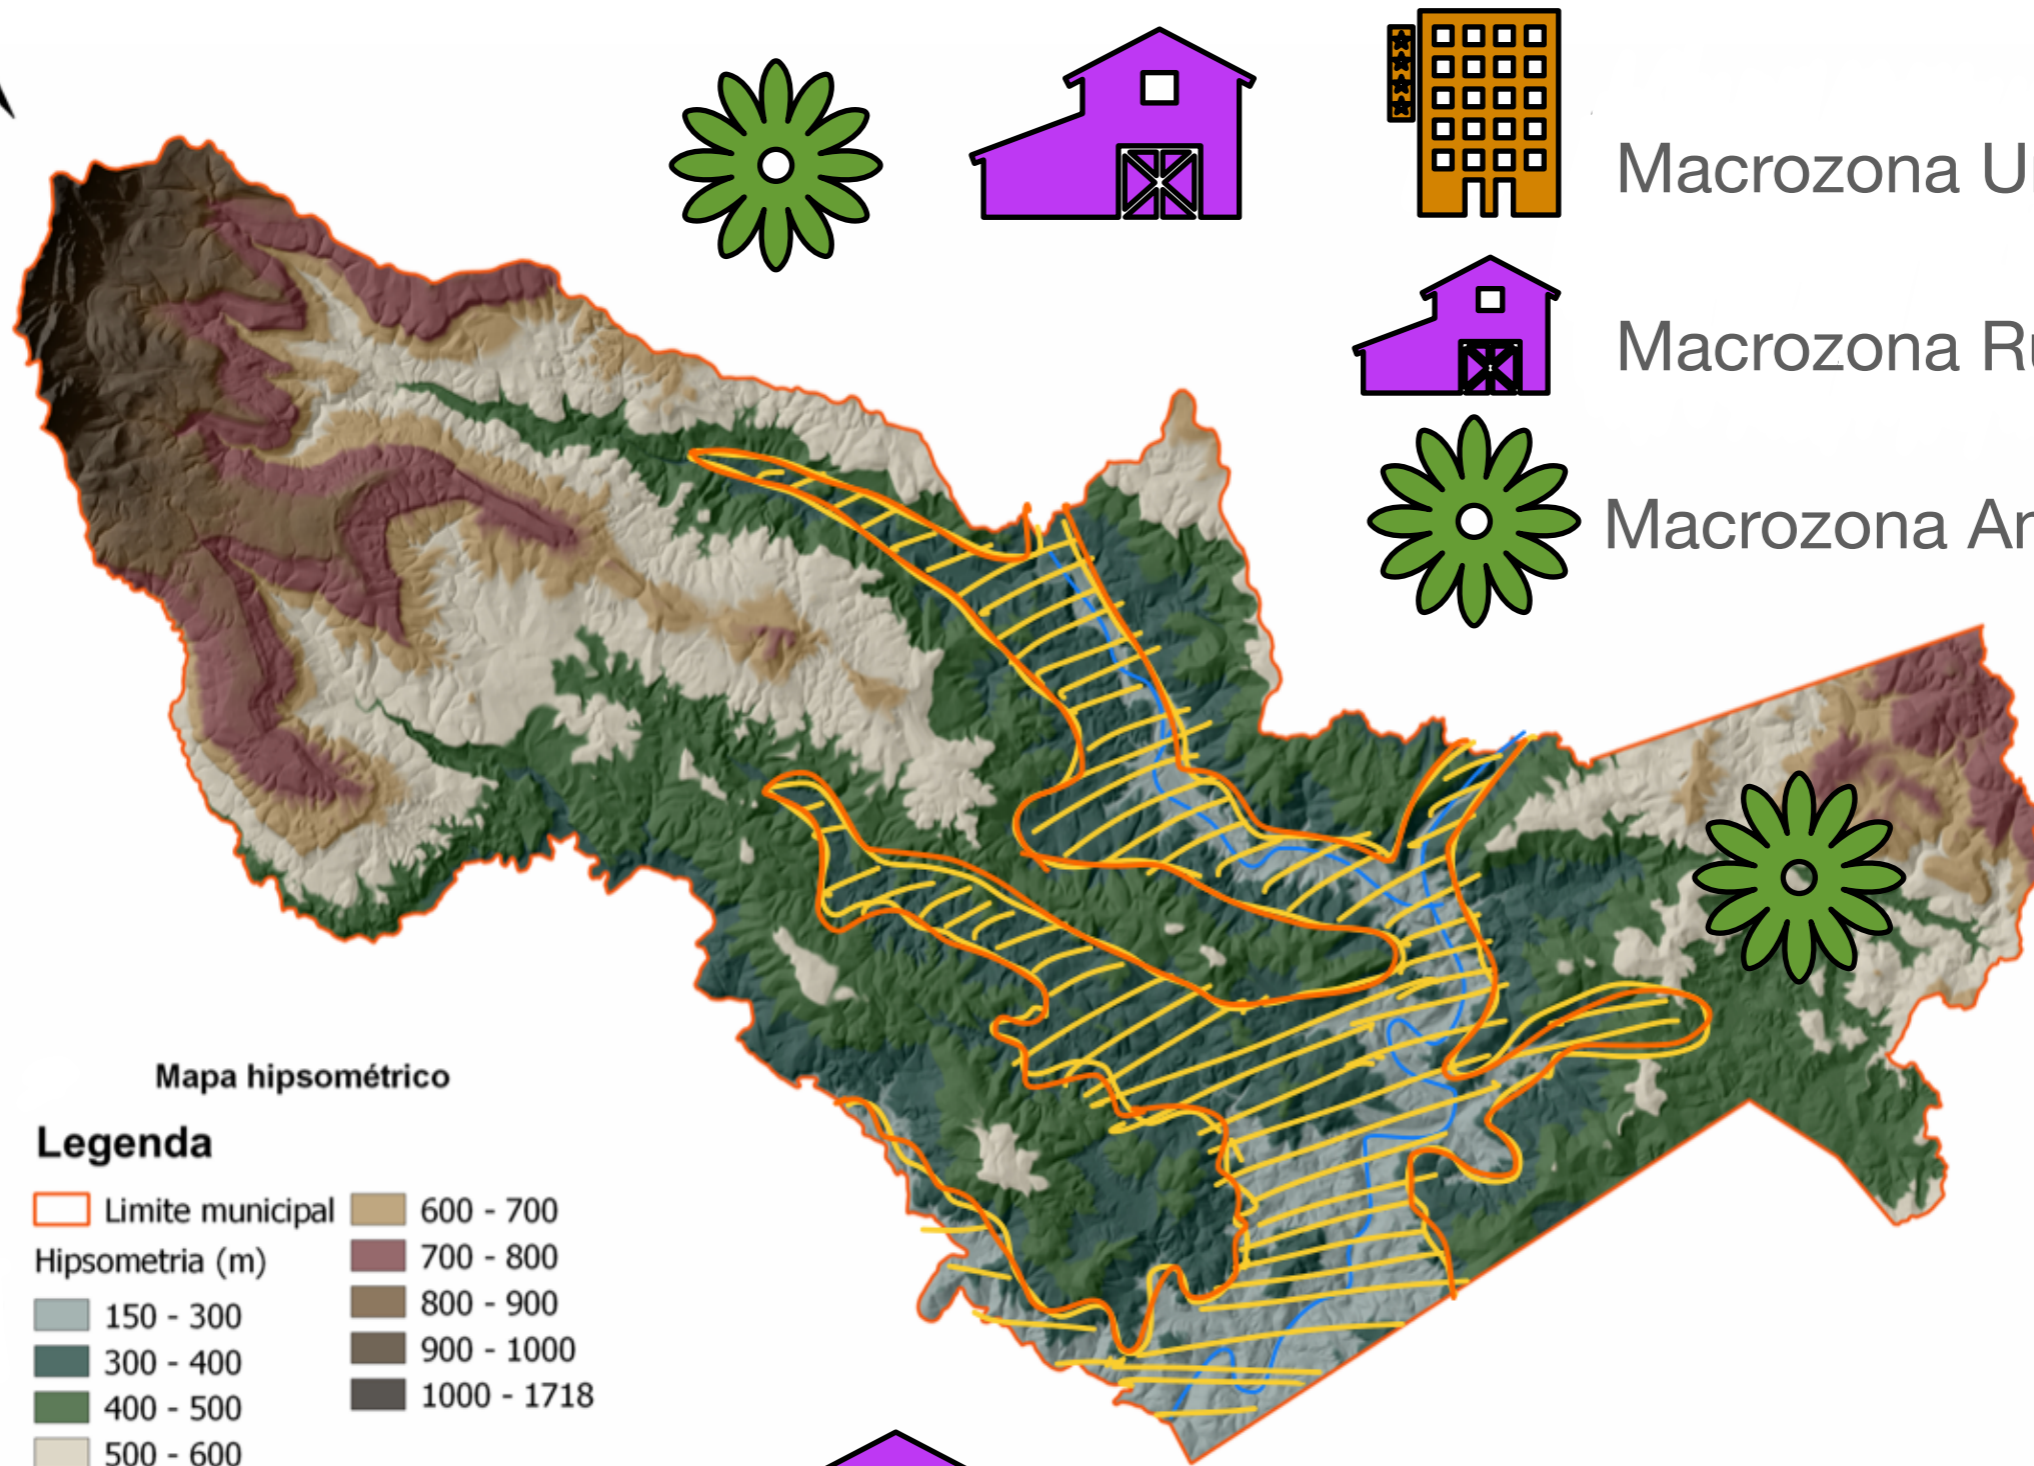 Macrozona
Macrozona
Macrozona
Mapa hipsométrico
Legenda
Limite municipal
Hipsometria (m)
150 - 300
300 - 400
400 - 500
500 - 600
600 - 700
700 - 800
800 - 900
900 - 1000
1000 - 1718